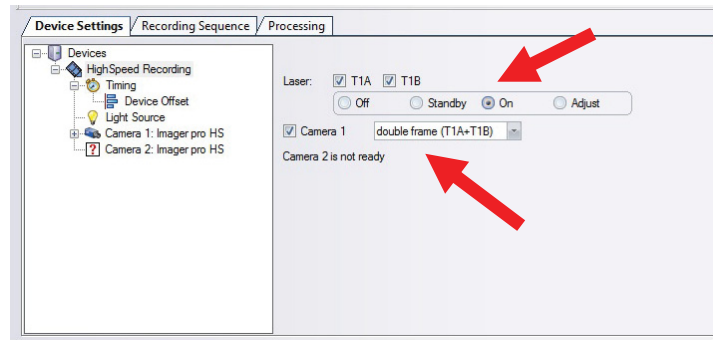 Device Settings Recording Sequence Processing
Devices
HighSpeed Recording
Timing
Device Offset
Light Source
Camera 1: Imager pro HS
? Camera 2: Imager pro HS
Laser: T1A T1B
Off Standby On Adjust
Camera 1 double frame (T1A+T1B)
Camera 2 is not ready